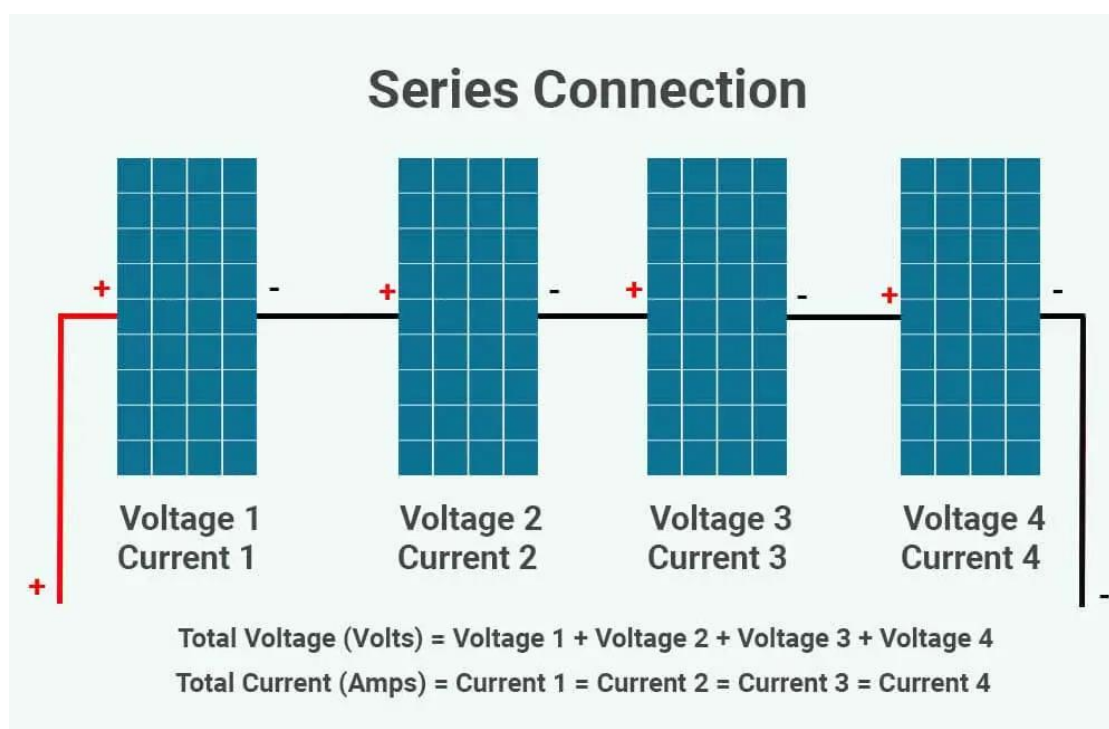 Series Connection
+ - + - + - + -
Voltage 1 Voltage 2 Voltage 3 Voltage 4
Current 1 Current 2 Current 3 Current 4
+ -
Total Voltage (Volts) = Voltage 1 + Voltage 2 + Voltage 3 + Voltage 4
Total Current (Amps) = Current 1 = Current 2 = Current 3 = Current 4